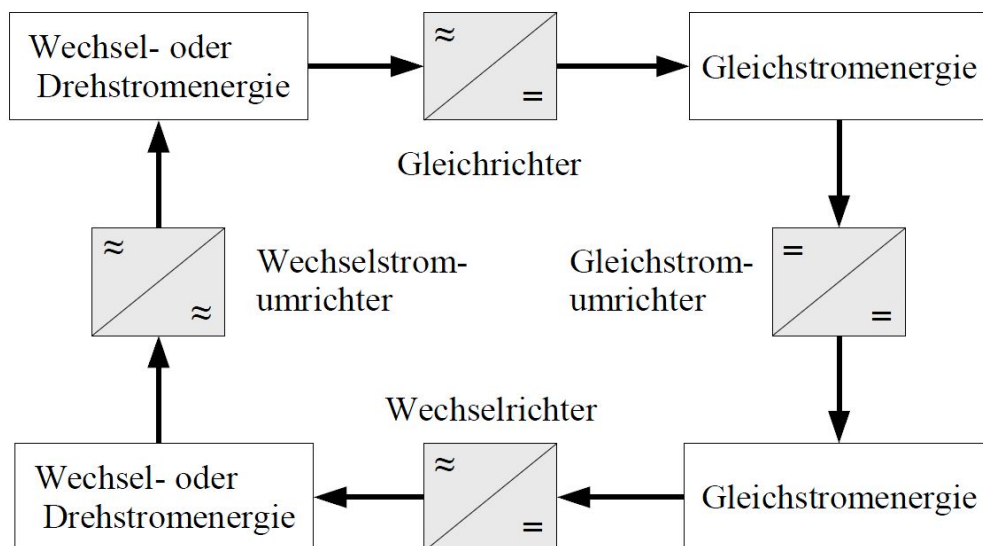 Wechsel- oder
Drehstromenergie
≈
=
Gleichstromenergie
Gleichrichter
≈
≈
Wechselstrom-
umrichter
Gleichstrom-
umrichter
=
=
Wechselrichter
Wechsel- oder
Drehstromenergie
≈
=
Gleichstromenergie